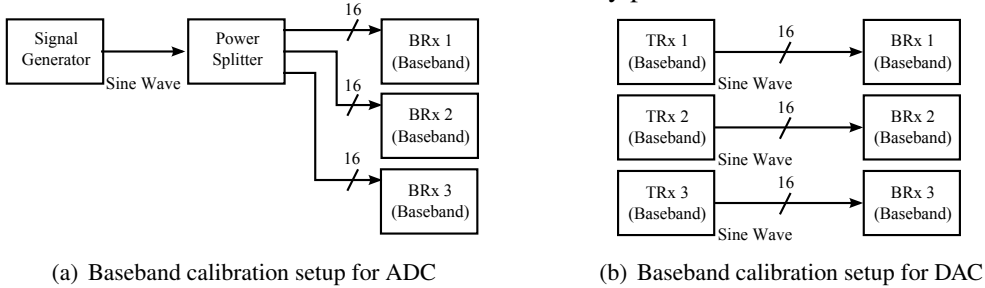 Signal
Generator
Sine Wave
Power
Splitter
16
BRx 1
(Baseband)
16
BRx 2
(Baseband)
16
BRx 3
(Baseband)
(a) Baseband calibration setup for ADC
TRx 1
(Baseband)
16
Sine Wave
BRx 1
(Baseband)
TRx 2
(Baseband)
16
Sine Wave
BRx 2
(Baseband)
TRx 3
(Baseband)
16
Sine Wave
BRx 3
(Baseband)
(b) Baseband calibration setup for DAC